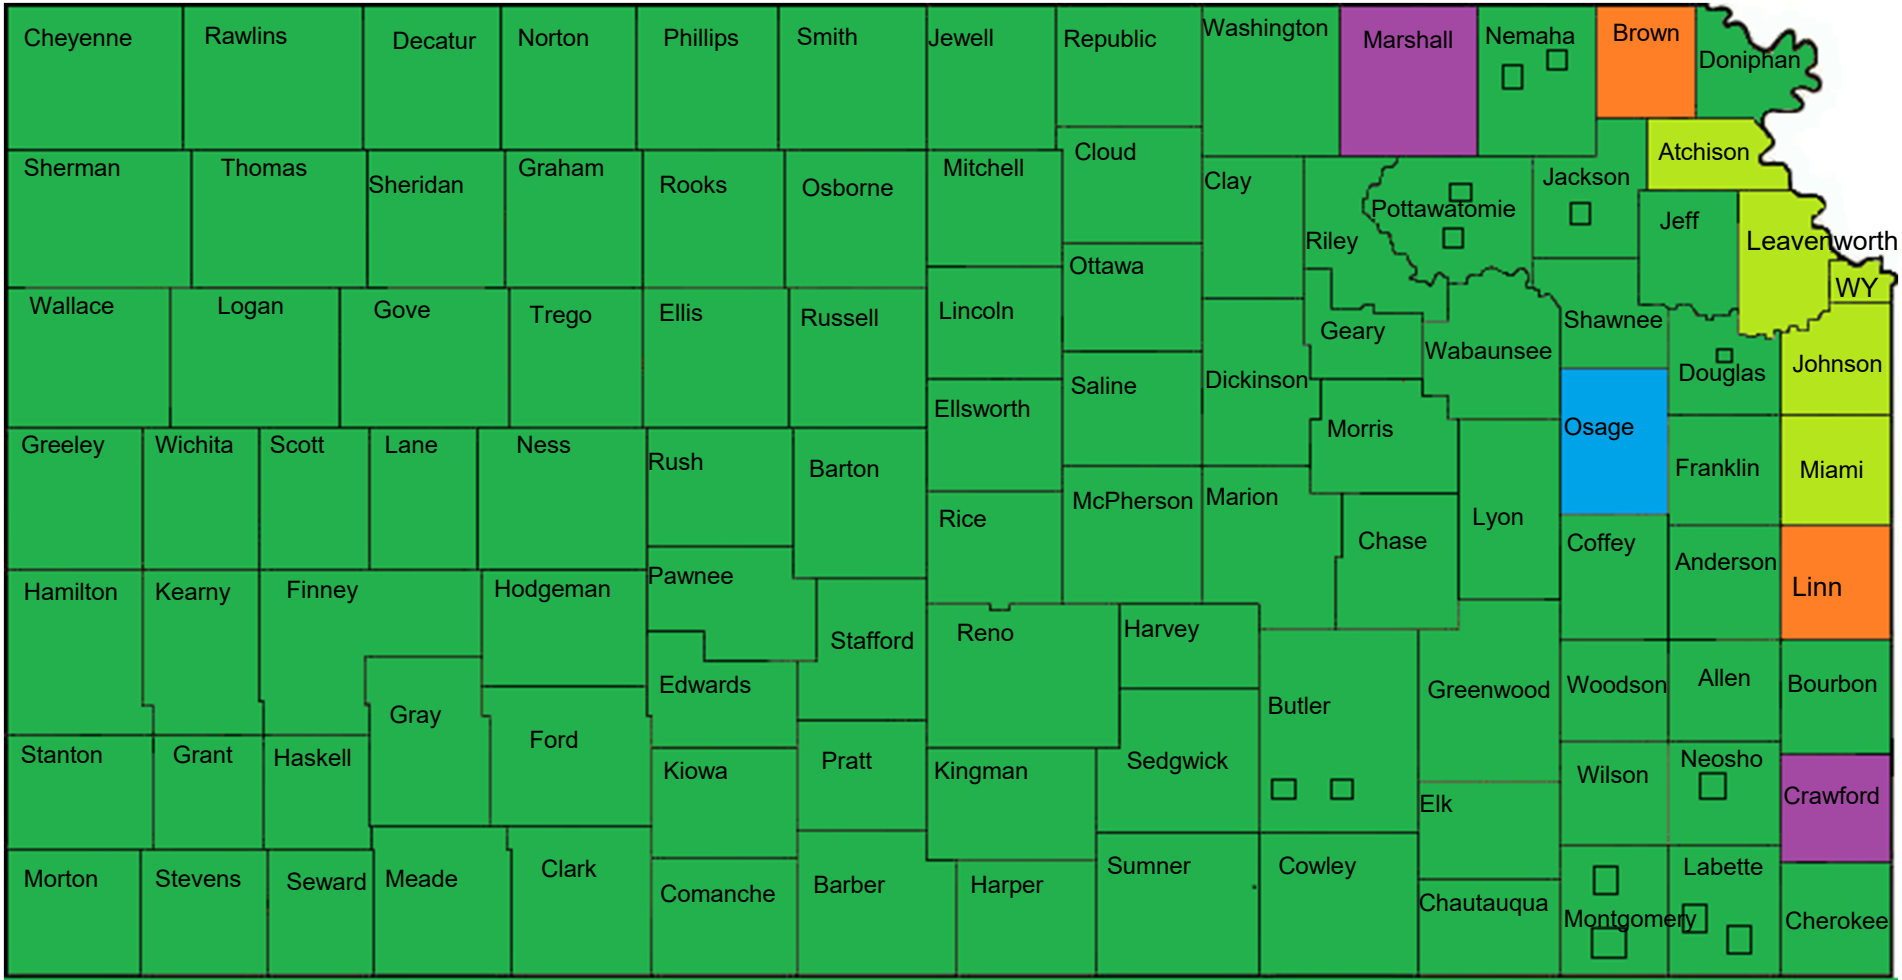 Cheyenne
Rawlins
Decatur
Norton
Phillips
Smith
Jewell
Republic
Washington
Marshall
Nemaha
Brown
Doniphan
Sherman
Thomas
Sheridan
Graham
Rooks
Osborne
Mitchell
Cloud
Clay
Riley
Pottawatomie
Jackson
Atchison
Jeff
Leavenworth
WY
Wallace
Logan
Gove
Trego
Ellis
Russell
Lincoln
Ottawa
Saline
Dickinson
Geary
Wabaunsee
Shawnee
Douglas
Johnson
Ellsworth
Morris
Osage
Franklin
Miami
Greeley
Wichita
Scott
Lane
Ness
Rush
Barton
Rice
McPherson
Marion
Chase
Lyon
Coffey
Anderson
Linn
Hamilton
Kearny
Finney
Hodgeman
Pawnee
Stafford
Reno
Harvey
Edwards
Gray
Ford
Butler
Greenwood
Woodson
Allen
Bourbon
Stanton
Grant
Haskell
Kiowa
Pratt
Kingman
Sedgwick
Elk
Wilson
Neosho
Crawford
Morton
Stevens
Seward
Meade
Clark
Comanche
Barber
Harper
Sumner
Cowley
Chautauqua
Montgomery
Labette
Cherokee